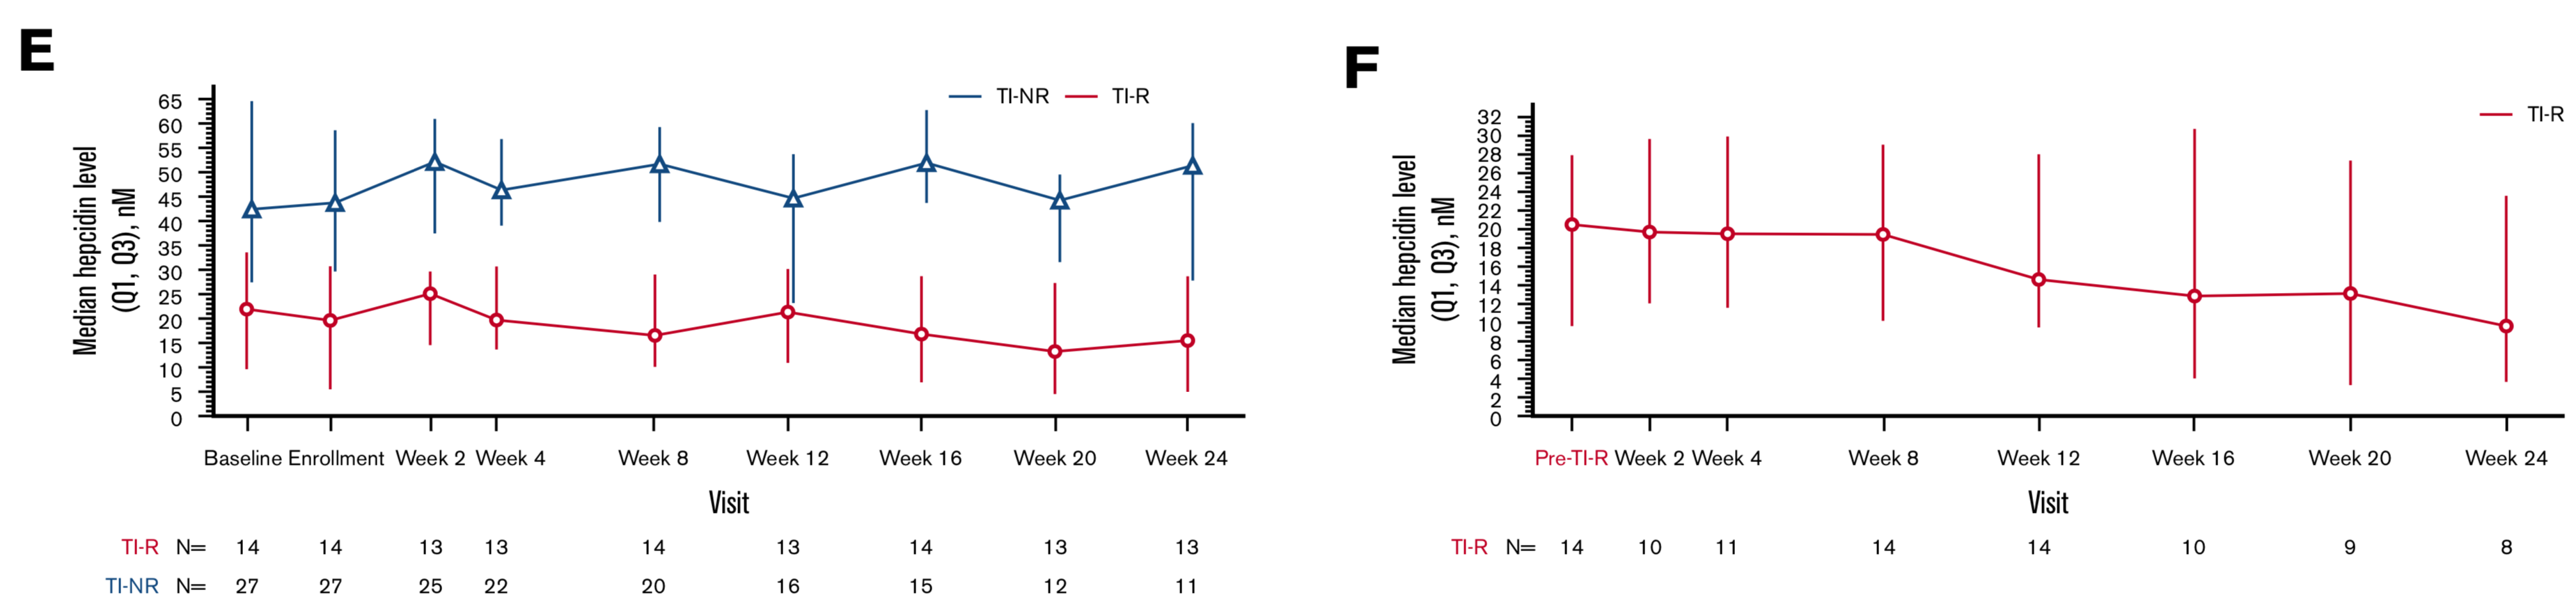 E
Median hepcidin level
(Q1, Q3), nM
TI-NR TI-R
65
60
55
50
45
40
35
30
25
20
15
10
5
0
Baseline Enrollment Week 2 Week 4 Week 8 Week 12 Week 16 Week 20 Week 24
Visit
TI-R N= 14 14 13 13 14 13 14 13 13
TI-NR N= 27 27 25 22 20 16 15 12 11
F
Median hepcidin level
(Q1, Q3), nM
TI-R
32
30
28
26
24
22
20
18
16
14
12
10
8
6
4
2
0
Pre-TI-R Week 2 Week 4 Week 8 Week 12 Week 16 Week 20 Week 24
Visit
TI-R N= 14 10 11 14 14 10 9 8